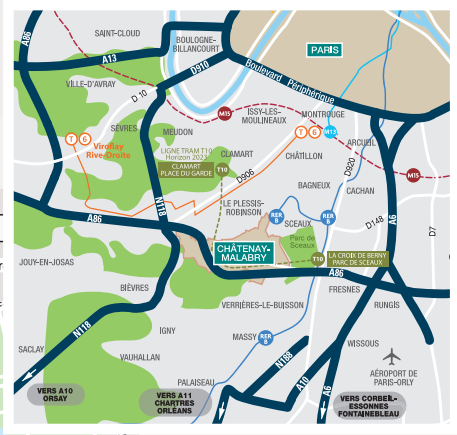 SAINT-CLOUD
BOULOGNE-
BILLANCOURT
PARIS
A86
A13
D910
Boulevard Périphérique
VILLE-D'AVRAY
D 10
M15
ISSY-LES-
MOULINEAUX
MONTROUGE
SÈVRES
MEUDON
T 6
M13
T 6
Viroflay
Rive Droite
LIGNE TRAM T10
Horizon 2023
CLAMART
PLACE DU GARDE
CLAMART
T10
CHÂTILLON
ARCUEIL
D906
D920
M15
BAGNEUX
CACHAN
N118
LE PLESSIS-
ROBINSON
RER
B
SCEAUX
RER
B
A86
D148
A6
D7
CHÂTENAY-
MALABRY
Parc de
Sceaux
T10
LA CROIX DE BERNY
PARC DE SCEAUX
A86
JOUY-EN-JOSAS
BIÈVRES
FRESNES
VERRIÈRES-LE-BUISSON
RUNGIS
N118
IGNY
MASSY
RER
B
N188
WISSOUS
SACLAY
VAUHALLAN
A10
AÉROPORT DE
PARIS-ORLY
PALAISEAU
A6
VERS A10
ORSAY
VERS A11
CHARTRES
ORLÉANS
VERS CORBEIL-
ESSONNES
FONTAINEBLEAU